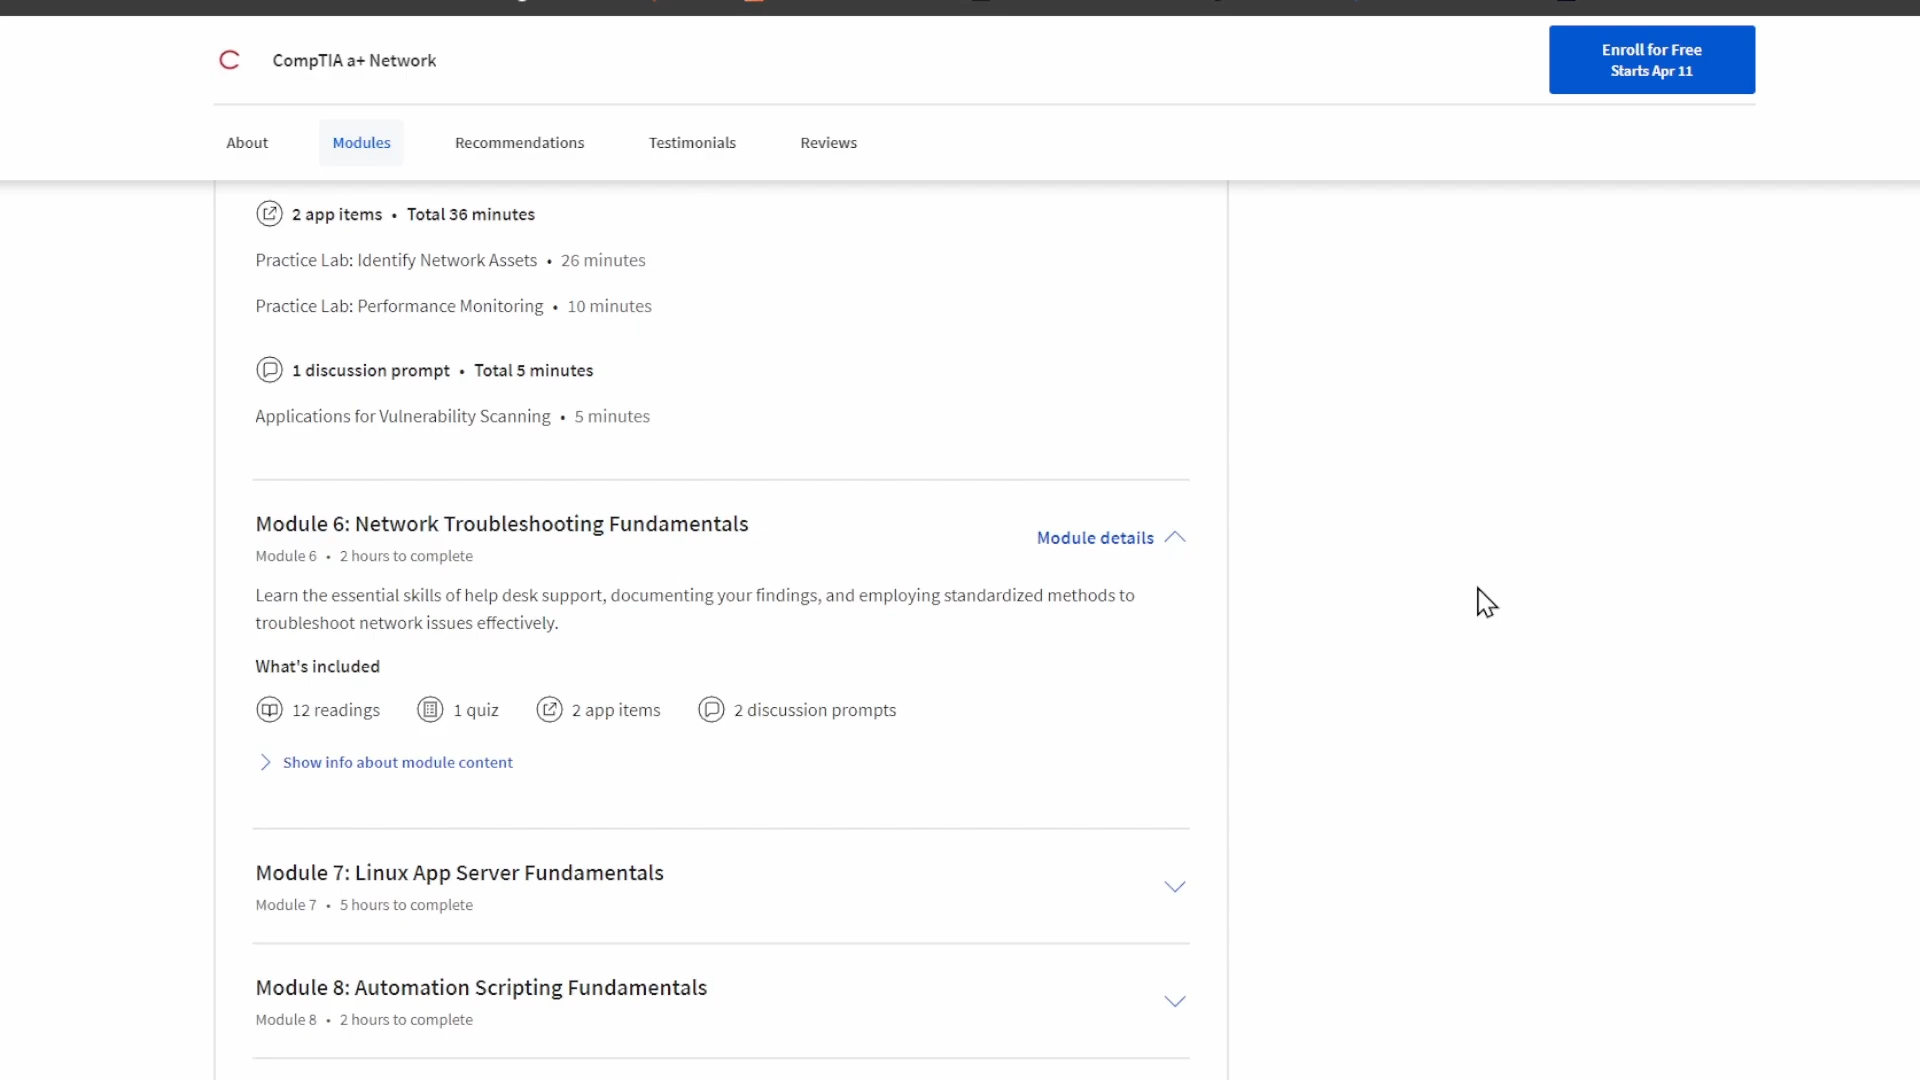 CompTIA a+ Network
Enroll for Free
Starts Apr 11
About
Modules
Recommendations
Testimonials
Reviews
2 app items • Total 36 minutes
Practice Lab: Identify Network Assets • 26 minutes
Practice Lab: Performance Monitoring • 10 minutes
1 discussion prompt • Total 5 minutes
Applications for Vulnerability Scanning • 5 minutes
Module 6: Network Troubleshooting Fundamentals
Module details
Module 6 • 2 hours to complete
Learn the essential skills of help desk support, documenting your findings, and employing standardized methods to
troubleshoot network issues effectively.
What's included
12 readings
1 quiz
2 app items
2 discussion prompts
Show info about module content
Module 7: Linux App Server Fundamentals
Module 7 • 5 hours to complete
Module 8: Automation Scripting Fundamentals
Module 8 • 2 hours to complete